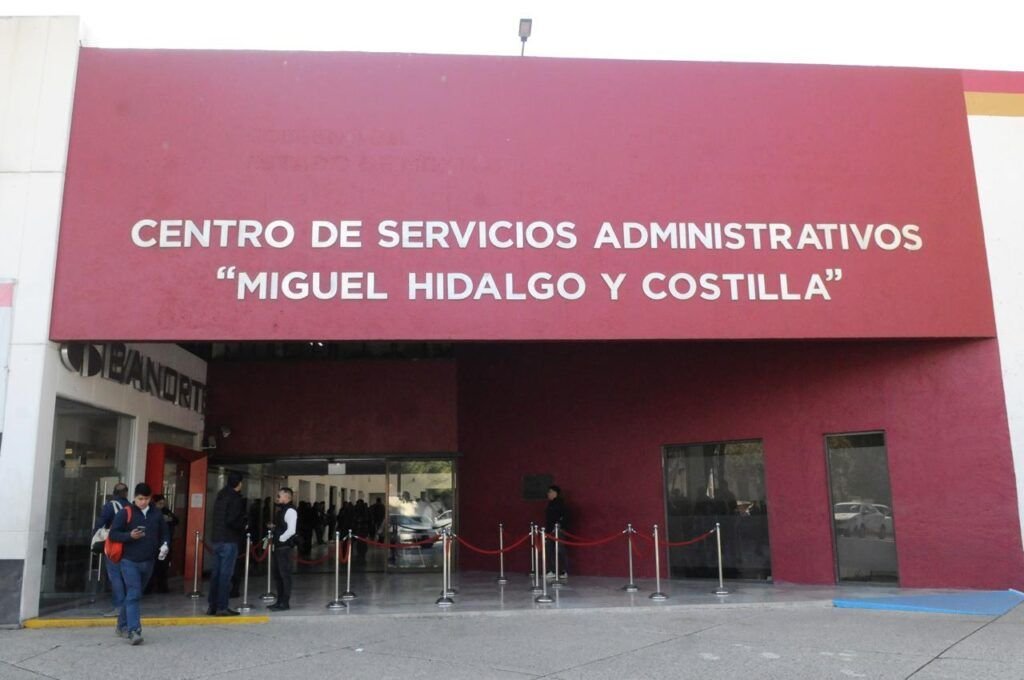 CENTRO DE SERVICIOS ADMINISTRATIVOS
“MIGUEL HIDALGO Y COSTILLA”
BANORTE